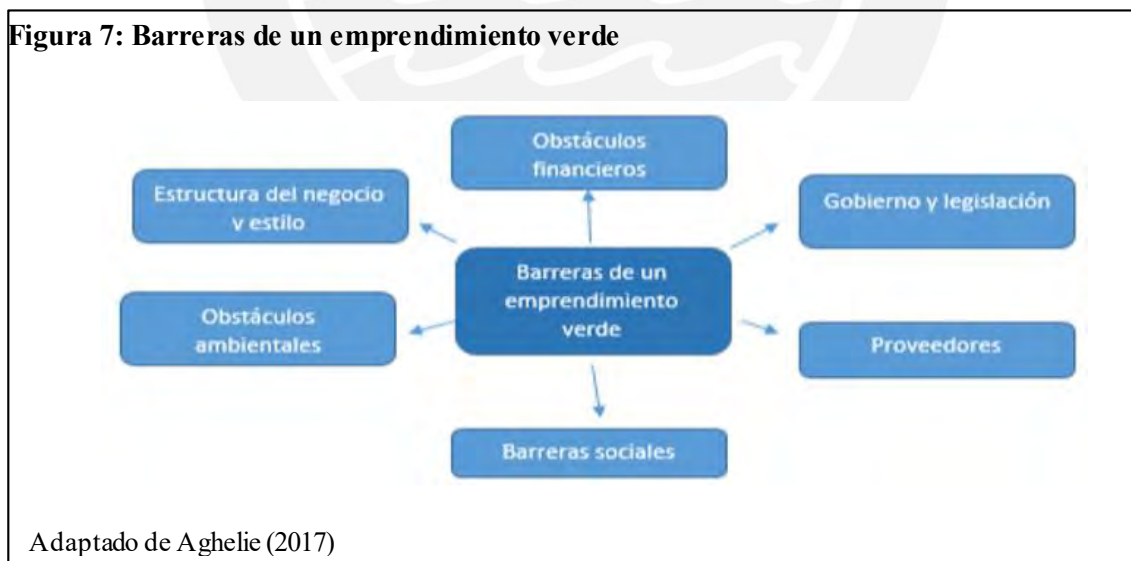 Figura 7: Barreras de un emprendimiento verde
Obstáculos
financieros
Estructura del negocio
y estilo
Gobierno y legislación
Barreras de un
emprendimiento
verde
Obstáculos
ambientales
Proveedores
Barreras sociales
Adaptado de Aghelie (2017)